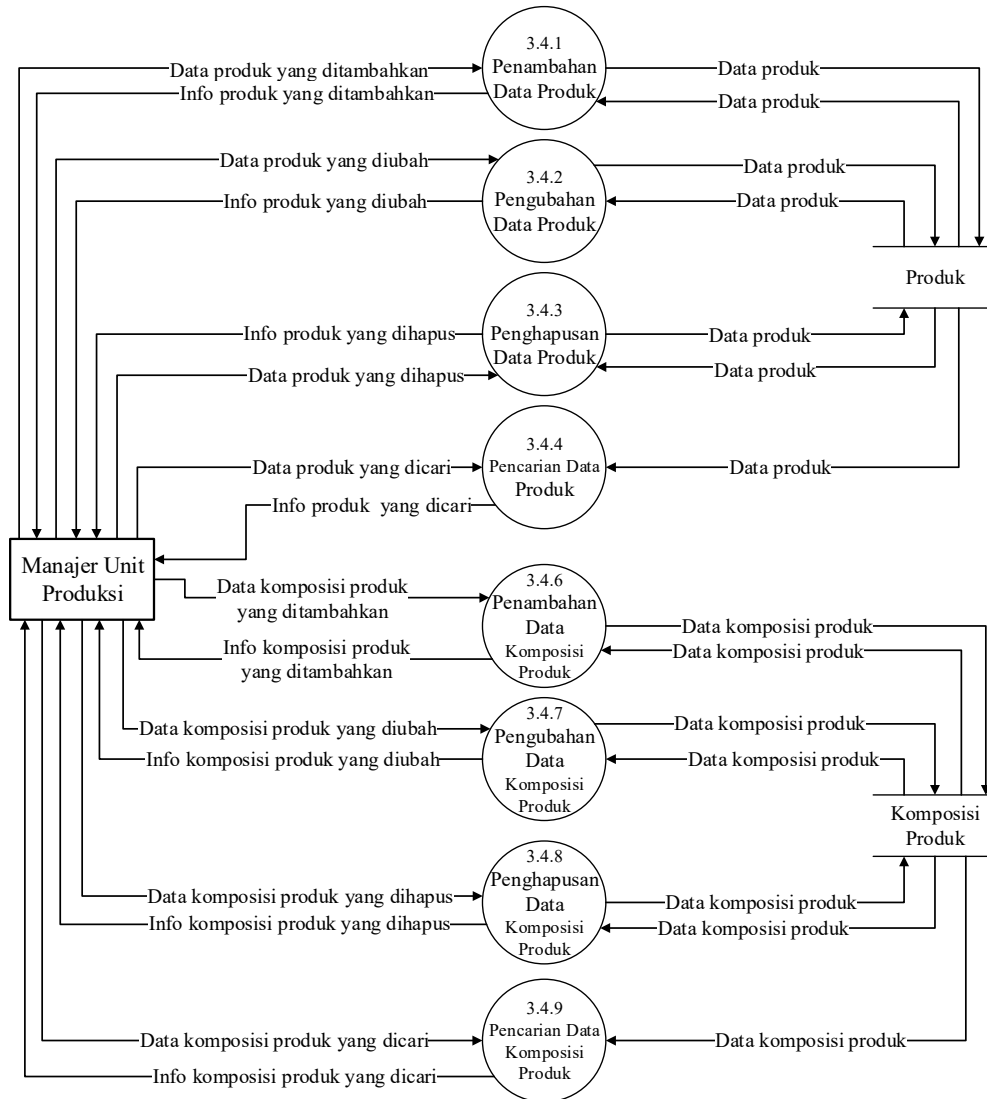 3.4.1
Penambahan
Data Produk
Data produk yang ditambahkan
Info produk yang ditambahkan
Data produk
Data produk
3.4.2
Pengubahan
Data Produk
Data produk yang diubah
Info produk yang diubah
Data produk
Data produk
Produk
3.4.3
Penghapusan
Data Produk
Info produk yang dihapus
Data produk yang dihapus
Data produk
Data produk
3.4.4
Pencarian Data
Produk
Data produk yang dicari
Info produk  yang dicari
Data produk
Manajer Unit
Produksi
3.4.6
Penambahan
Data
Komposisi
Produk
Data komposisi produk
yang ditambahkan
Info komposisi produk
yang ditambahkan
Data komposisi produk
Data komposisi produk
3.4.7
Pengubahan
Data
Komposisi
Produk
Data komposisi produk yang diubah
Info komposisi produk yang diubah
Data komposisi produk
Data komposisi produk
Komposisi
Produk
3.4.8
Penghapusan
Data
Komposisi
Produk
Data komposisi produk yang dihapus
Info komposisi produk yang dihapus
Data komposisi produk
Data komposisi produk
3.4.9
Pencarian Data
Komposisi
Produk
Data komposisi produk yang dicari
Info komposisi produk yang dicari
Data komposisi produk